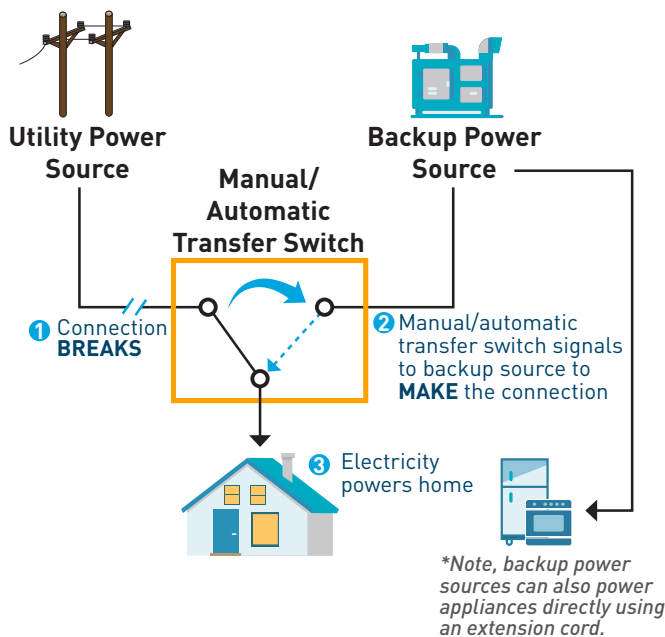 Utility Power
Source
Backup Power
Source
Manual/
Automatic
Transfer Switch
1 Connection
BREAKS
2 Manual/automatic
transfer switch signals
to backup source to
MAKE the connection
3 Electricity
powers home
*Note, backup power
sources can also power
appliances directly using
an extension cord.